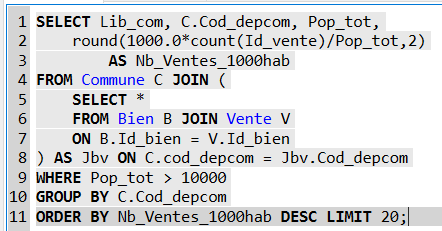 1 SELECT Lib_com, C.Cod_depcom, Pop_tot,
2 round(1000.0*count(Id_vente)/Pop_tot,2)
3 AS Nb_Ventes_1000hab
4 FROM Commune C JOIN (
5 SELECT *
6 FROM Bien B JOIN Vente V
7 ON B.Id_bien = V.Id_bien
8 ) AS Jbv ON C.cod_depcom = Jbv.Cod_depcom
9 WHERE Pop_tot > 10000
10 GROUP BY C.Cod_depcom
11 ORDER BY Nb_Ventes_1000hab DESC LIMIT 20;